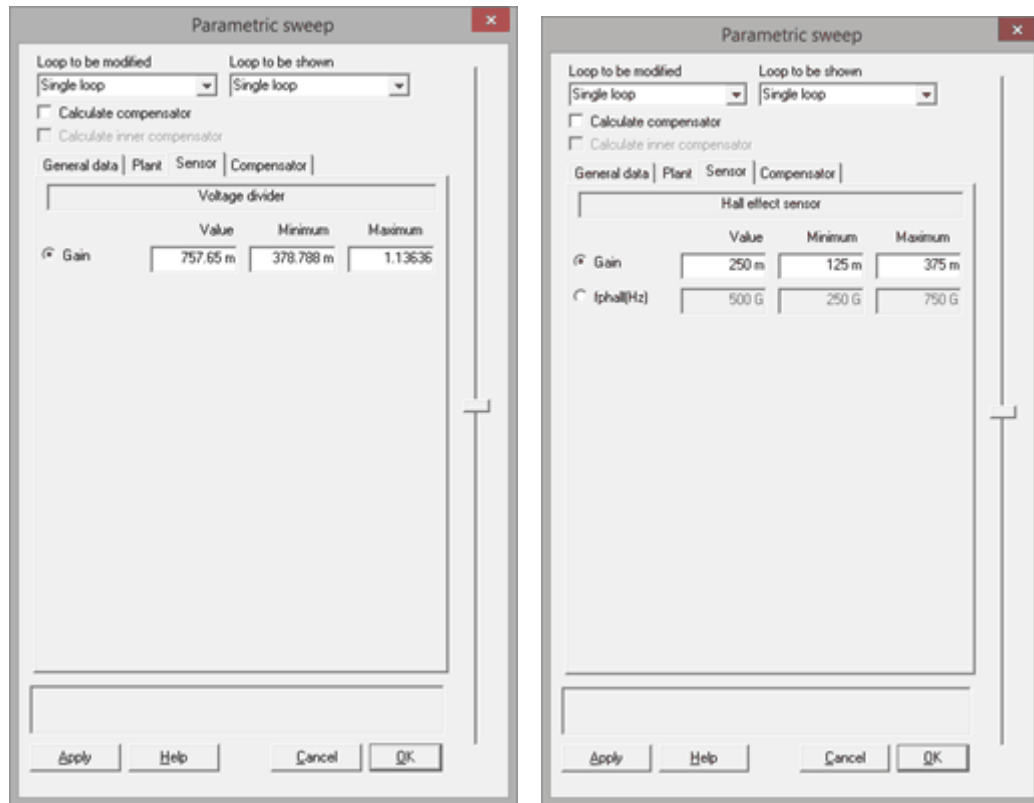 Parametric sweep
×
Loop to be modified Loop to be shown
Single loop Single loop
Calculate compensator
Calculate inner compensator
General data Plant Sensor Compensator
Voltage divider
Value Minimum Maximum
Gain 757.65 m 378.788 m 1.13636
Apply Help Cancel OK
Parametric sweep
×
Loop to be modified Loop to be shown
Single loop Single loop
Calculate compensator
Calculate inner compensator
General data Plant Sensor Compensator
Hall effect sensor
Value Minimum Maximum
Gain 250 m 125 m 375 m
fphall(Hz) 500 G 250 G 750 G
Apply Help Cancel OK